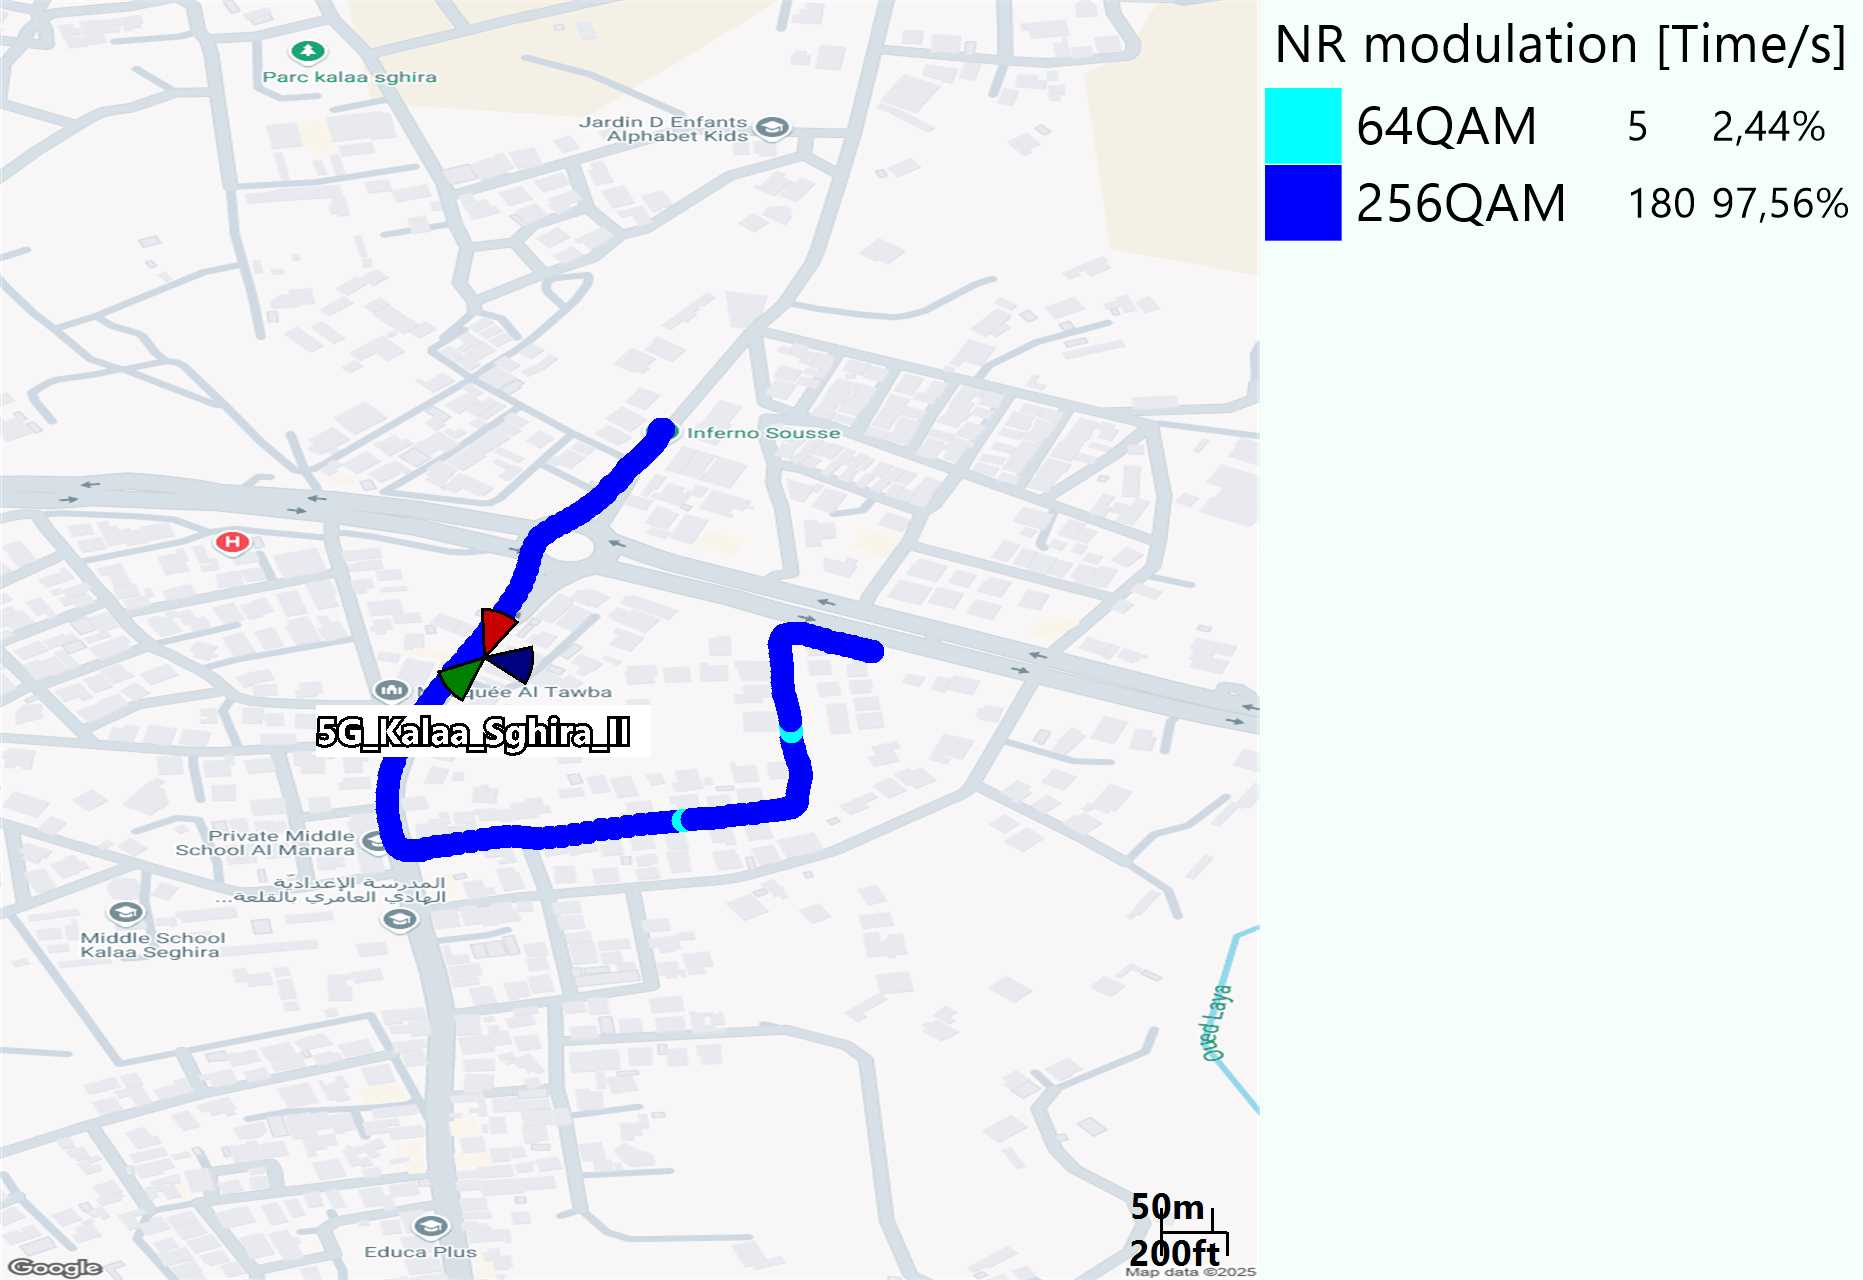 NR modulation [Time/s]
64QAM 5 2,44%
256QAM 180 97,56%
Parc kalaa sghira
Jardin D Enfants
Alphabet Kids
Inferno Sousse
H
Al Tawba
5G_Kalaa_Sghira_II
Private Middle
School Al Manara
المدرسة الإعداديّة
الهادي العامري بالقلعة...
Middle School
Kalaa Seghira
Oued Laya
Educa Plus
50m
200ft
Google
Map data ©2025